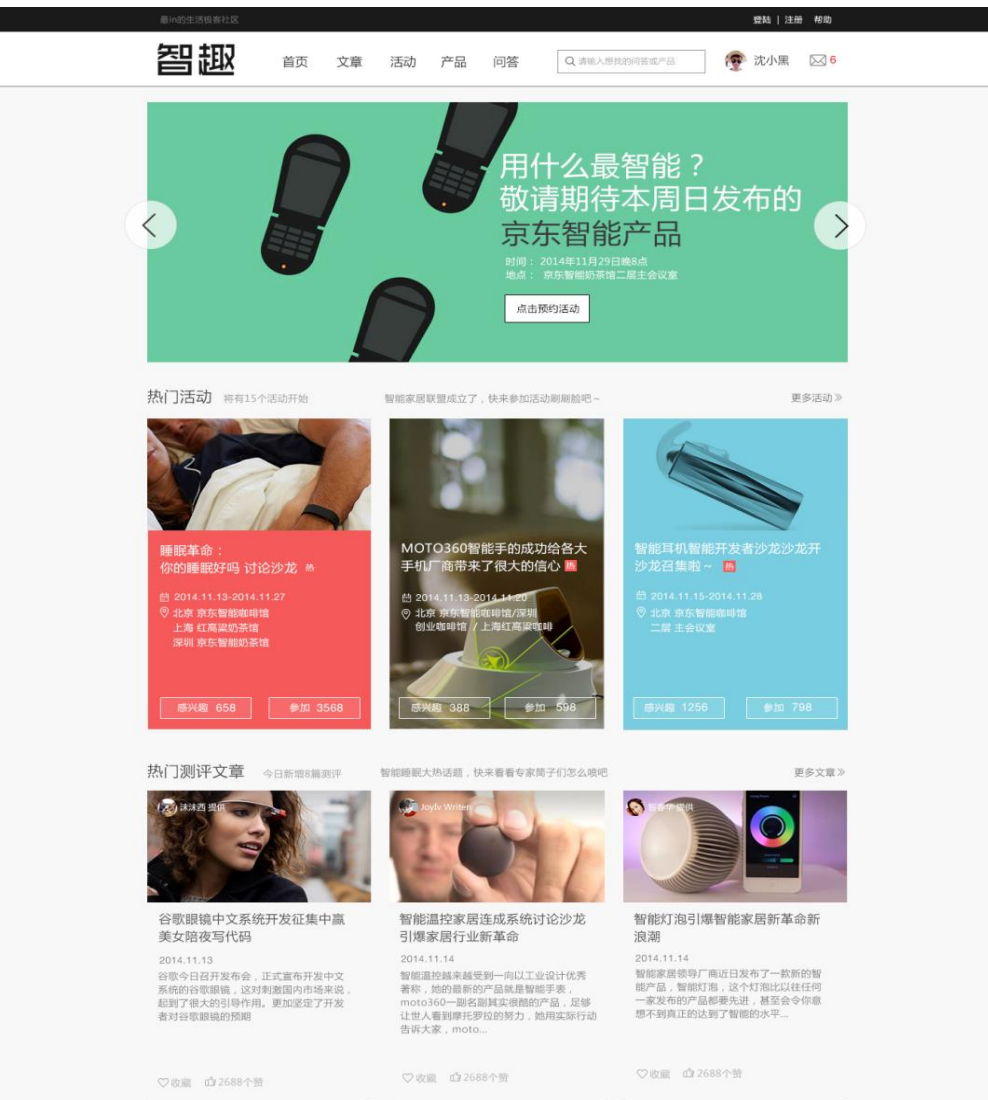 最in的生活极客社区
登陆 | 注册 帮助
智趣
首页 文章 活动 产品 问答
请输入想找的问答或产品
沈小黑
6
用什么最智能？
敬请期待本周日发布的
京东智能产品
时间： 2014年11月29日晚8点
地点： 京东智能奶茶馆二层主会议室
点击预约活动
热门活动 将有15个活动开始
智能家居联盟成立了，快来参加活动刷刷脸吧~
更多活动》
睡眠革命：
你的睡眠好吗 讨论沙龙 热
2014.11.13-2014.11.27
北京 京东智能咖啡馆
上海 红高粱奶茶馆
深圳 京东智能奶茶馆
感兴趣 658
参加 3568
MOTO360智能手的成功给各大
手机厂商带来了很大的信心 热
2014.11.13-2014.11.20
北京 京东智能咖啡馆/深圳
创业咖啡馆 / 上海红高粱咖啡
感兴趣 388
参加 598
智能耳机智能开发者沙龙沙龙开
沙龙召集啦~ 热
2014.11.15-2014.11.28
北京 京东智能咖啡馆
二层 主会议室
感兴趣 1256
参加 798
热门测评文章 今日新增8篇测评
智能睡眠大热话题，快来看看专家筒子们怎么喷吧
更多文章》
沫沫西 提供
谷歌眼镜中文系统开发征集中赢
美女陪夜写代码
2014.11.13
谷歌今日召开发布会，正式宣布开发中文
系统的谷歌眼镜，这对刺激国内市场来说，
起到了很大的引导作用。更加坚定了开发
者对谷歌眼镜的预期
收藏 2688个赞
Joyfv Writen
智能温控家居连成系统讨论沙龙
引爆家居行业新革命
2014.11.14
智能温控越来越受到一向以工业设计优秀
著称，她的最新的产品就是智能手表，
moto360一副名副其实很酷的产品，足够
让世人看到摩托罗拉的努力，她用实际行动
告诉大家，moto...
收藏 2688个赞
提供
智能灯泡引爆智能家居新革命新
浪潮
2014.11.14
智能家居领导厂商近日发布了一款新的智
能产品，智能灯泡，这个灯泡比以往任何
一家发布的产品都要先进，甚至会令你意
想不到真正的达到了智能的水平...
收藏 2688个赞